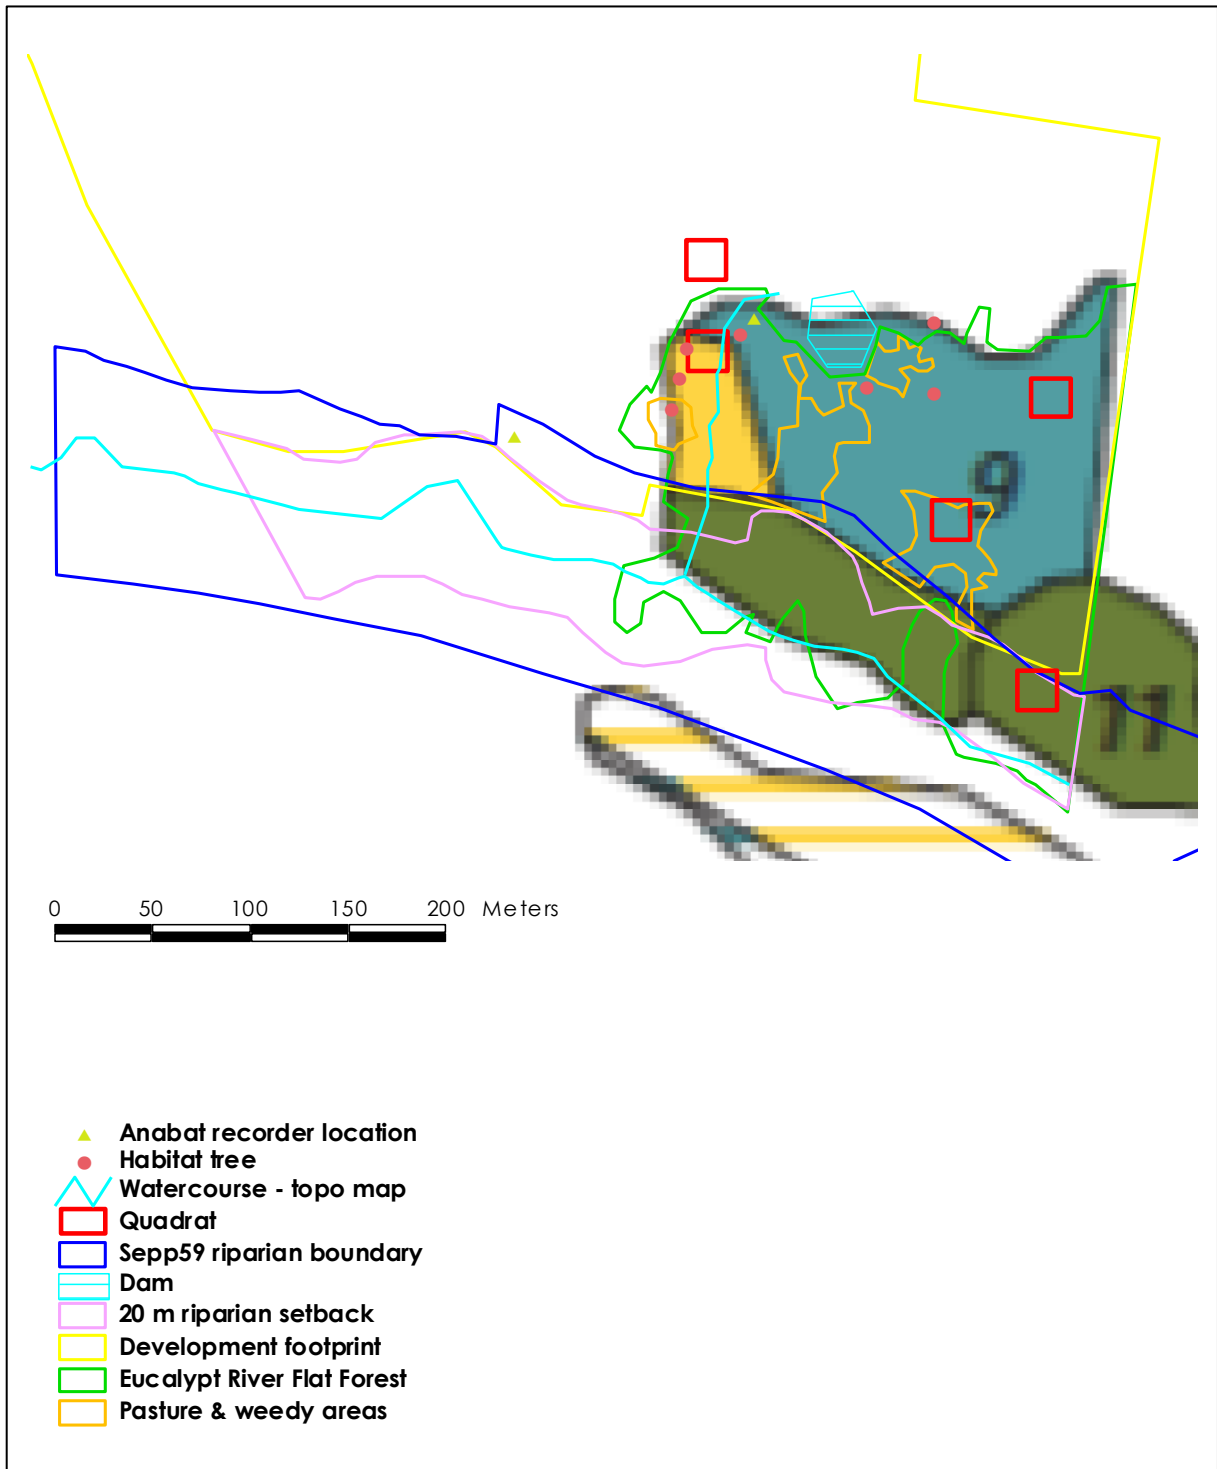 9
11
0 50 100 150 200 Meters
Anabat recorder location
Habitat tree
Watercourse - topo map
Quadrat
Sepp59 riparian boundary
Dam
20 m riparian setback
Development footprint
Eucalypt River Flat Forest
Pasture & weedy areas